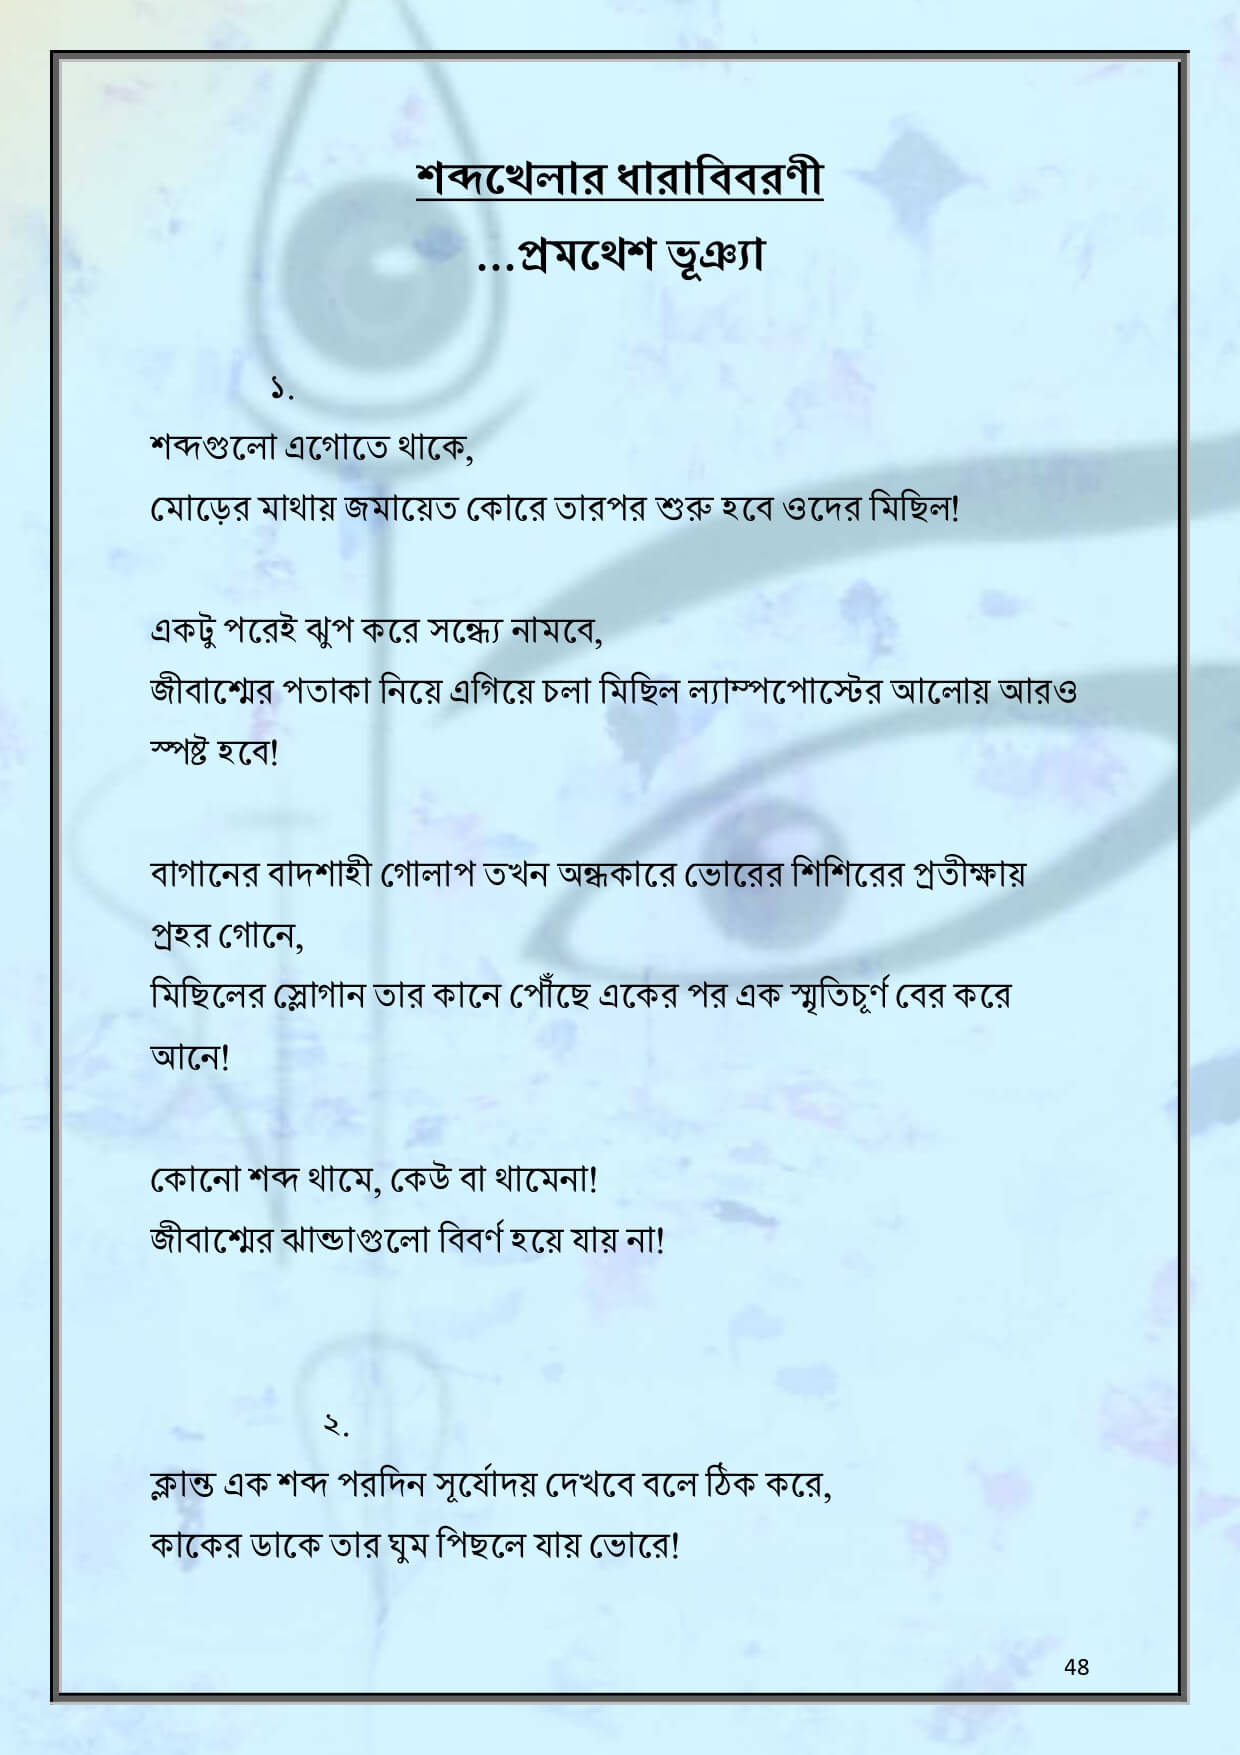 শব্দখেলার ধারাবিবরণী
...প্রমথেশ ভূঞ্যা
১.
শব্দগুলো এগোতে থাকে,
মোড়ের মাথায় জমায়েত কোরে তারপর শুরু হবে ওদের মিছিল!
একটু পরেই ঝুপ করে সন্ধ্যে নামবে,
জীবাশ্মের পতাকা নিয়ে এগিয়ে চলা মিছিল ল্যাম্পপোস্টের আলোয় আরও
স্পষ্ট হবে!
বাগানের বাদশাহী গোলাপ তখন অন্ধকারে ভোরের শিশিরের প্রতীক্ষায়
প্রহর গোনে,
মিছিলের স্লোগান তার কানে পৌঁছে একের পর এক স্মৃতিচূর্ণ বের করে
আনে!
কোনো শব্দ থামে, কেউ বা থামেনা!
জীবাশ্মের ঝান্ডাগুলো বিবর্ণ হয়ে যায় না!
২.
ক্লান্ত এক শব্দ পরদিন সূর্যোদয় দেখবে বলে ঠিক করে,
কাকের ডাকে তার ঘুম পিছলে যায় ভোরে!
48